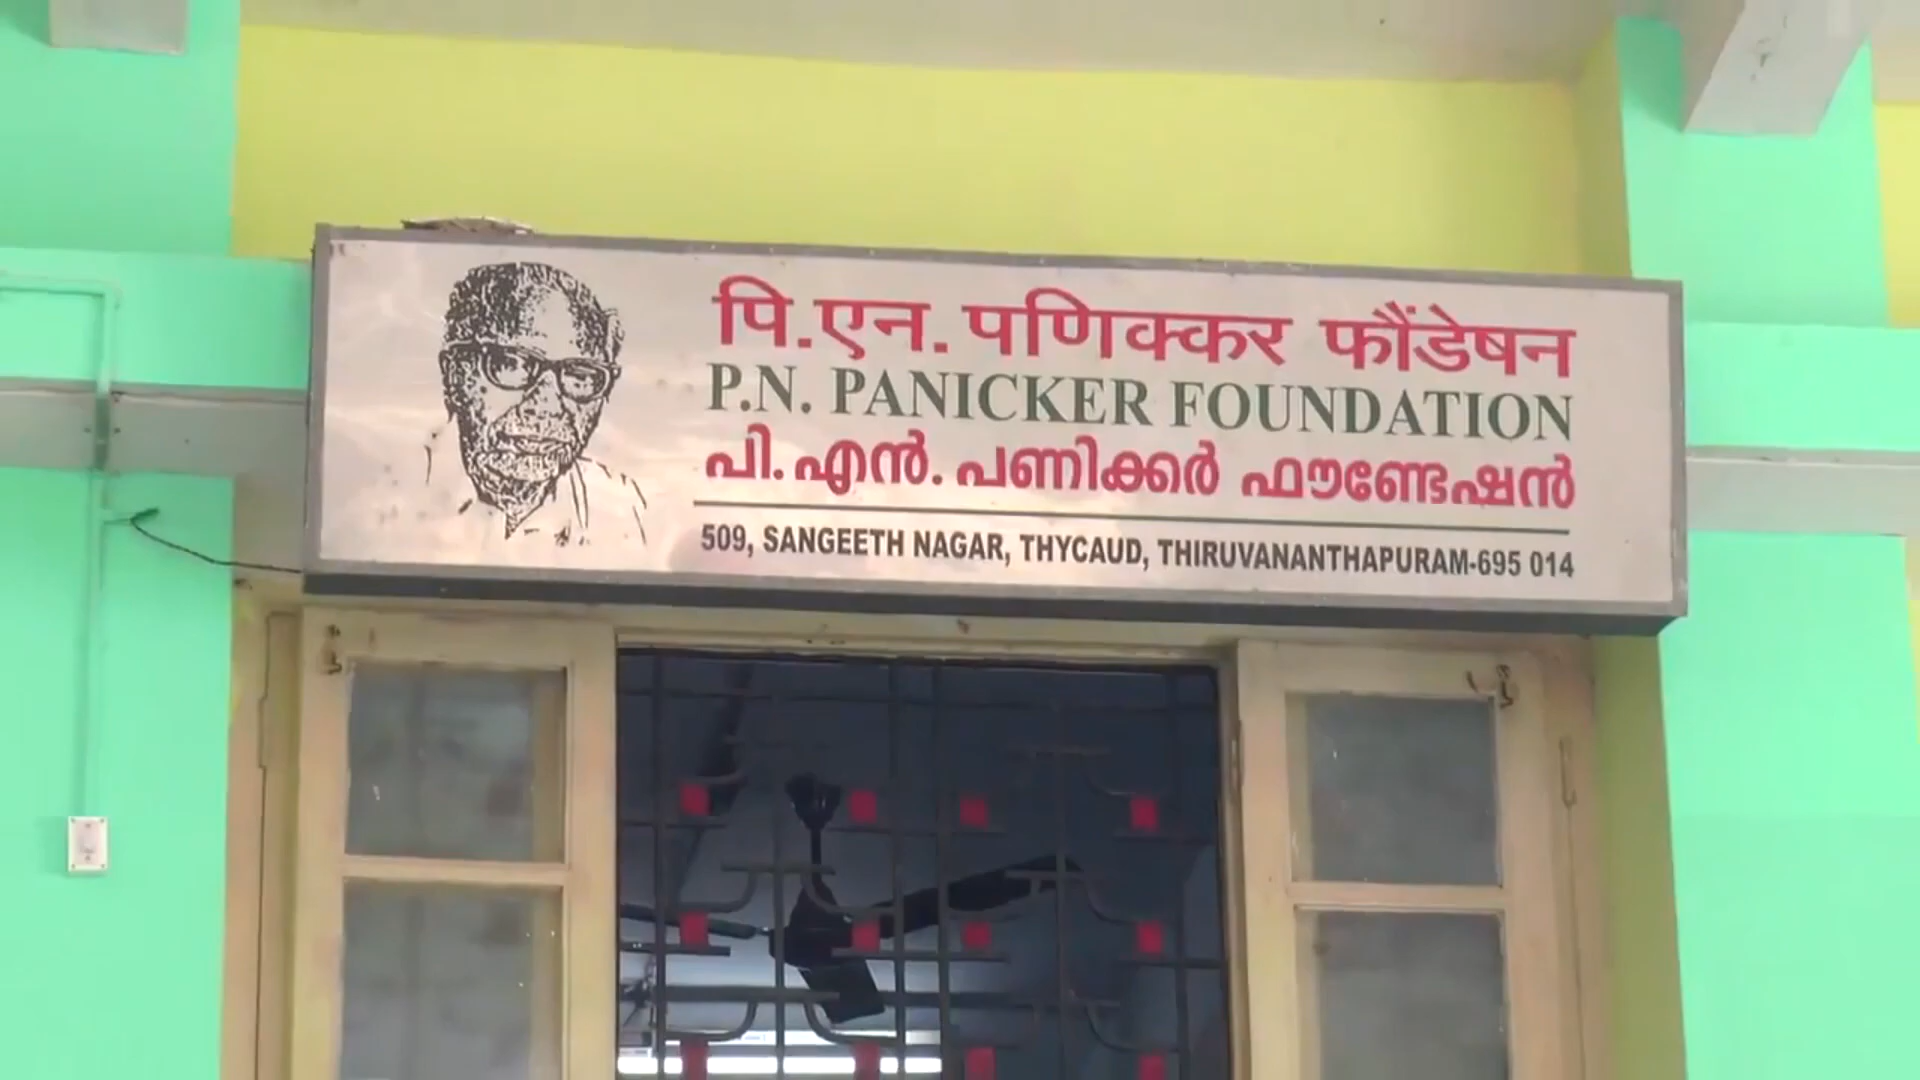 पि.एन. पणिक्कर फौंडेषन
P.N. PANICKER FOUNDATION
പി.എൻ. പണിക്കർ ഫൗണ്ടേഷൻ
509, SANGEETH NAGAR, THYCAUD, THIRUVANANTHAPURAM-695 014